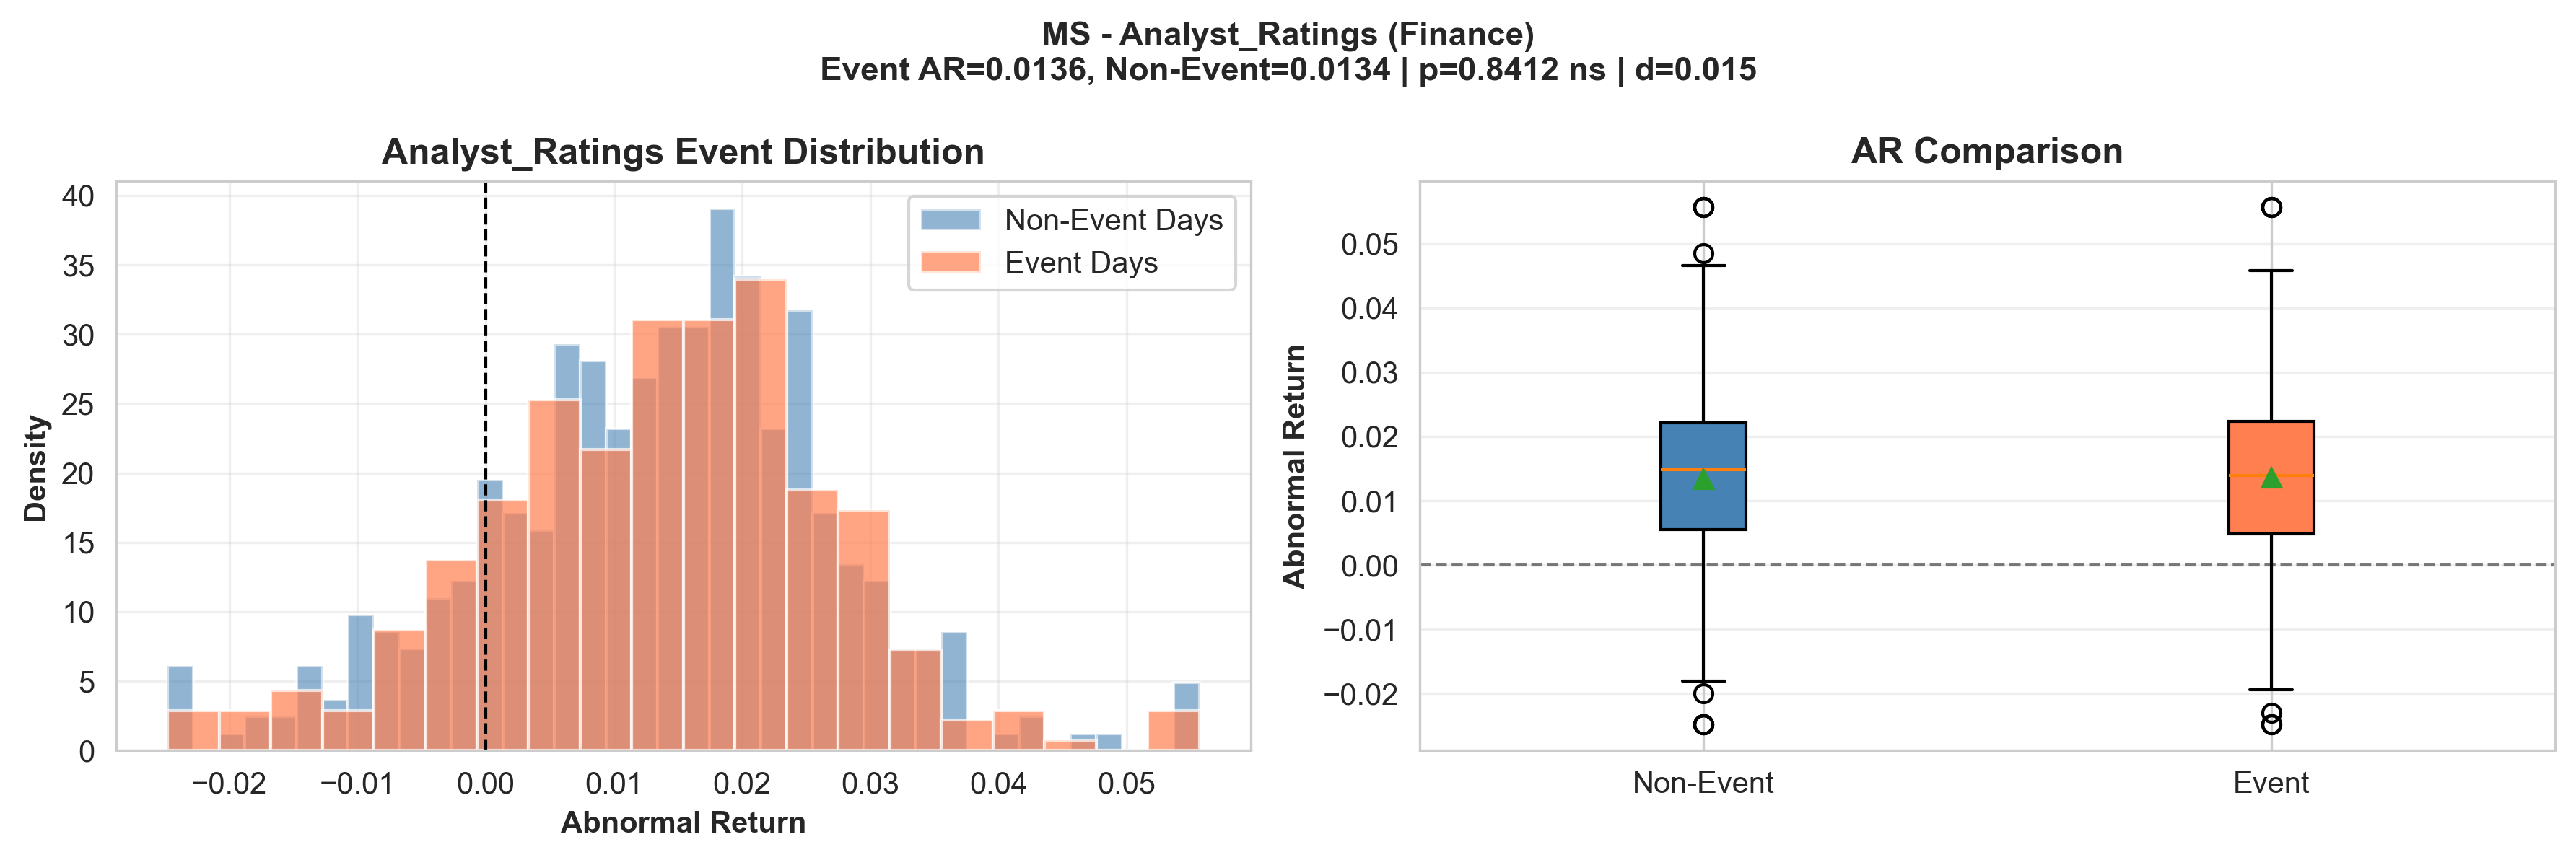 MS - Analyst_Ratings (Finance)
Event AR=0.0136, Non-Event=0.0134 | p=0.8412 ns | d=0.015
Analyst_Ratings Event Distribution
Non-Event Days
Event Days
Density
40
35
30
25
20
15
10
5
0
−0.02
−0.01
0.00
0.01
0.02
0.03
0.04
0.05
Abnormal Return
AR Comparison
Abnormal Return
0.05
0.04
0.03
0.02
0.01
0.00
−0.01
−0.02
Non-Event
Event